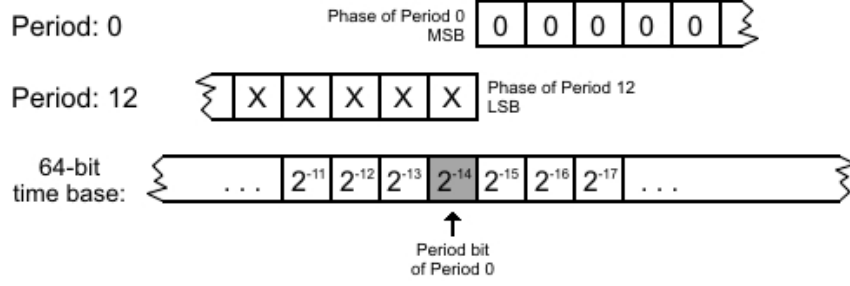 Period: 0
Phase of Period 0
MSB
0 0 0 0 0
Period: 12
X X X X X
Phase of Period 12
LSB
64-bit
time base:
. . . 2⁻¹¹ 2⁻¹² 2⁻¹³ 2⁻¹⁴ 2⁻¹⁵ 2⁻¹⁶ 2⁻¹⁷ . . .
Period bit
of Period 0